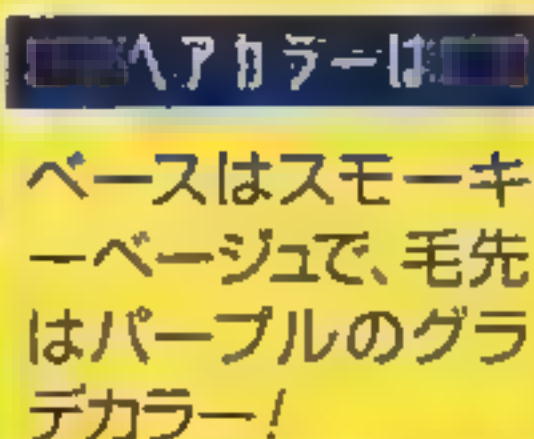 ヘアカラーは
ベースはスモーキ
ーベージュで、毛先
はパープルのグラ
デカラー!